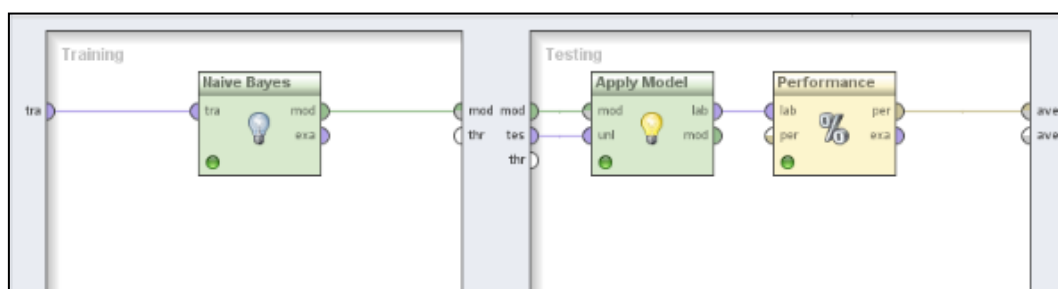 Training
Testing
Naive Bayes
Apply Model
Performance
tra
tra
mod
mod
mod
mod
lab
lab
per
ave
exa
thr
tes
unl
mod
per
exa
ave
thr